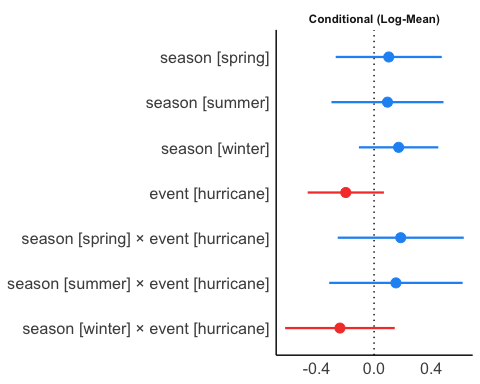 Conditional (Log-Mean)
season [spring]
season [summer]
season [winter]
event [hurricane]
season [spring] × event [hurricane]
season [summer] × event [hurricane]
season [winter] × event [hurricane]
-0.4 0.0 0.4